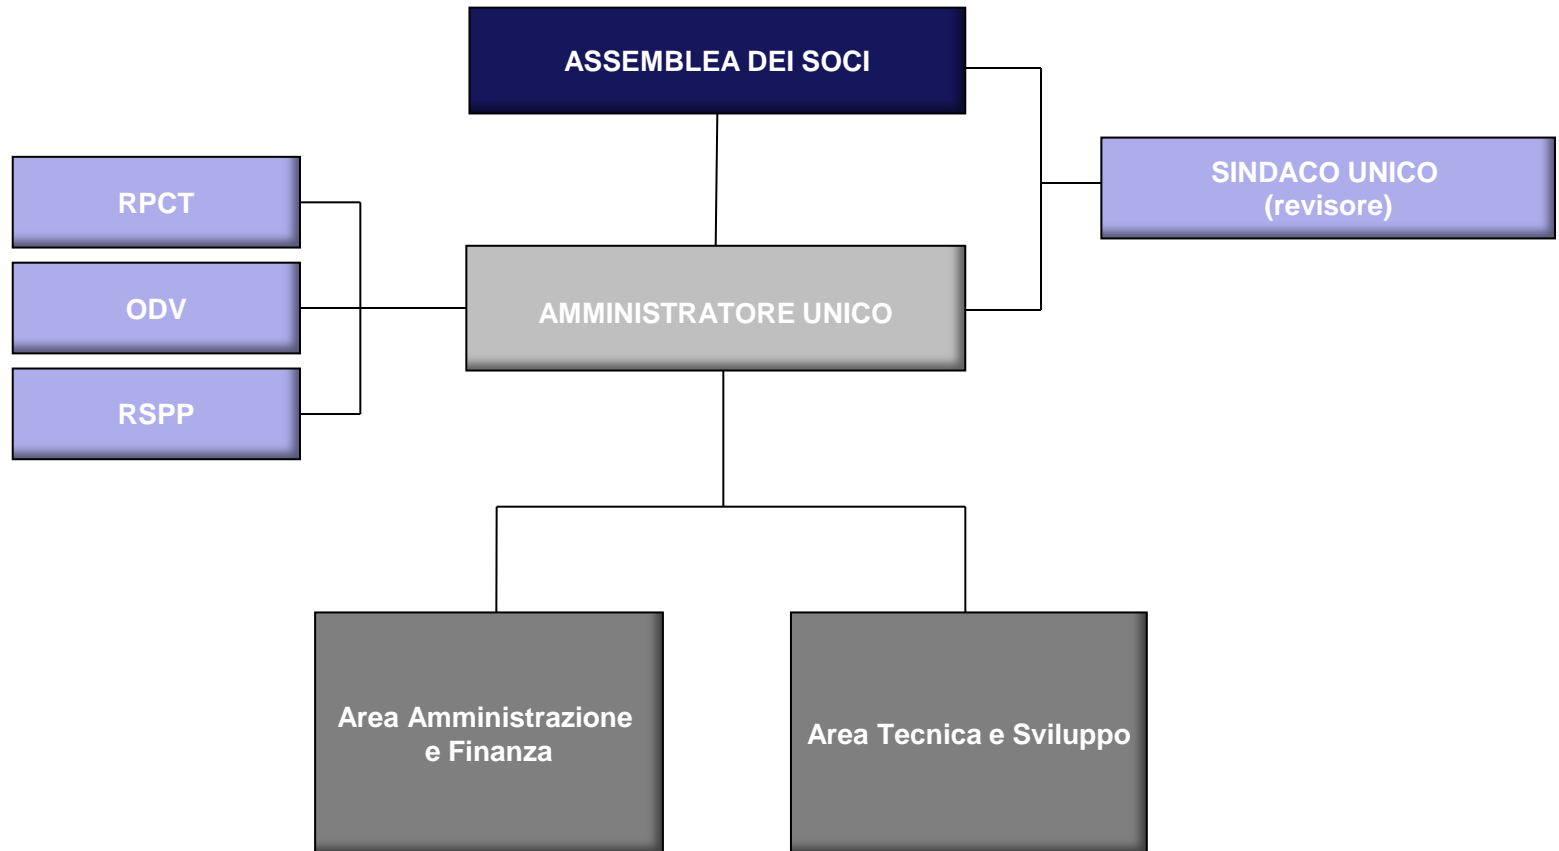 ASSEMBLEA DEI SOCI
SINDACO UNICO
(revisore)
RPCT
ODV
AMMINISTRATORE UNICO
RSPP
Area Amministrazione
e Finanza
Area Tecnica e Sviluppo